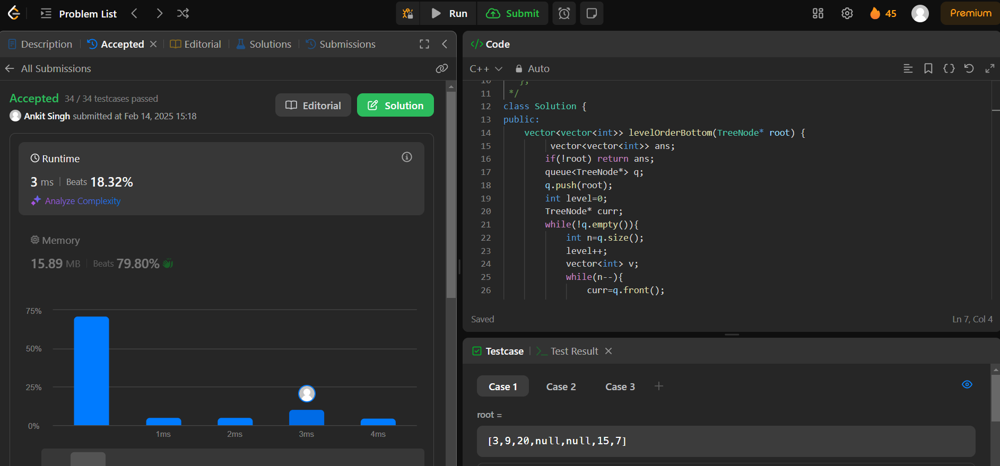 Problem List
Run
Submit
45
Premium
Description
Accepted
Editorial
Solutions
Submissions
All Submissions
Accepted 34 / 34 testcases passed
Ankit Singh submitted at Feb 14, 2025 15:18
Editorial
Solution
Runtime
3 ms | Beats 18.32%
Analyze Complexity
Memory
15.89 MB | Beats 79.80%
75%
50%
25%
0%
1ms
2ms
3ms
4ms
</> Code
C++
Auto
10 };
11 */
12 class Solution {
13 public:
14 vector<vector<int>> levelOrderBottom(TreeNode* root) {
15 vector<vector<int>> ans;
16 if(!root) return ans;
17 queue<TreeNode*> q;
18 q.push(root);
19 int level=0;
20 TreeNode* curr;
21 while(!q.empty()){
22 int n=q.size();
23 level++;
24 vector<int> v;
25 while(n--){
26 curr=q.front();
Saved
Ln 7, Col 4
Testcase
Test Result
Case 1
Case 2
Case 3
root =
[3,9,20,null,null,15,7]